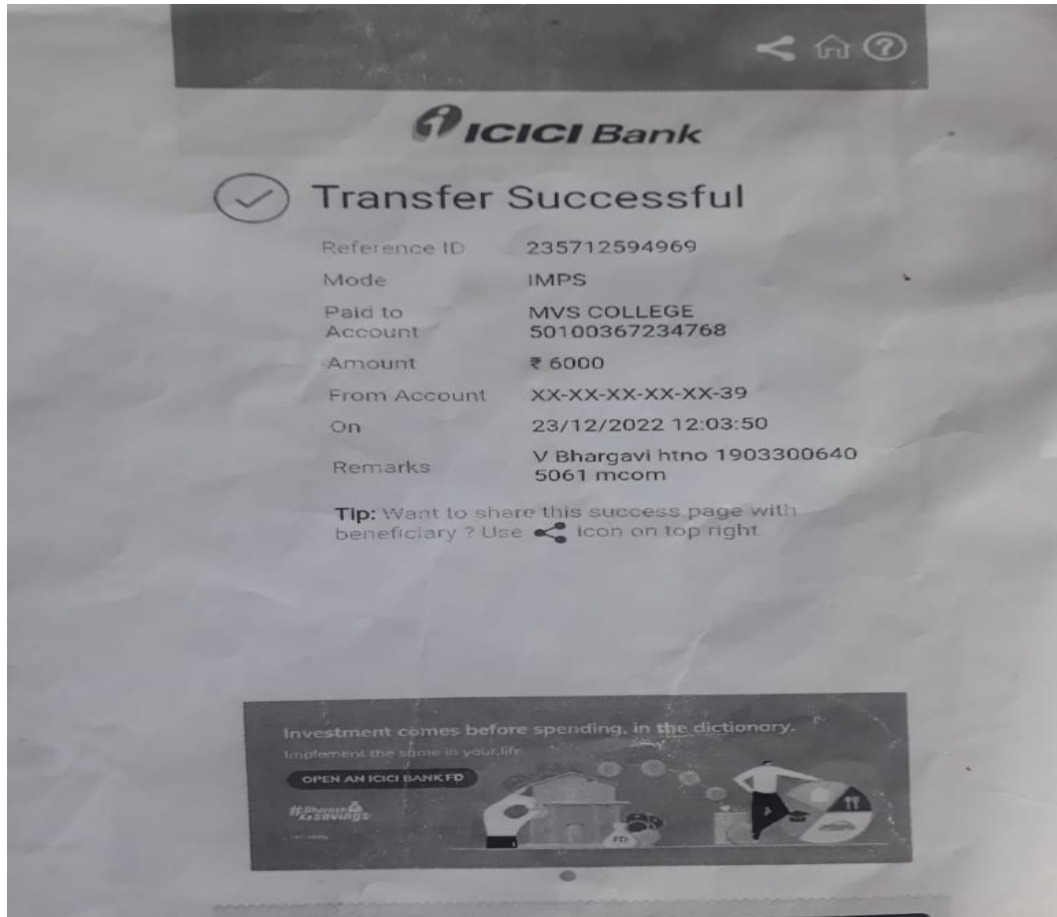 ICICI Bank
Transfer Successful
Reference ID 235712594969
Mode IMPS
Paid to MVS COLLEGE
Account 50100367234768
Amount ₹ 6000
From Account XX-XX-XX-XX-XX-39
On 23/12/2022 12:03:50
Remarks V Bhargavi htno 1903300640
5061 mcom
Tip: Want to share this success page with
beneficiary ? Use icon on top right
Investment comes before spending, in the dictionary.
Implement the same in your life
OPEN AN ICICI BANK FD
savings
FD